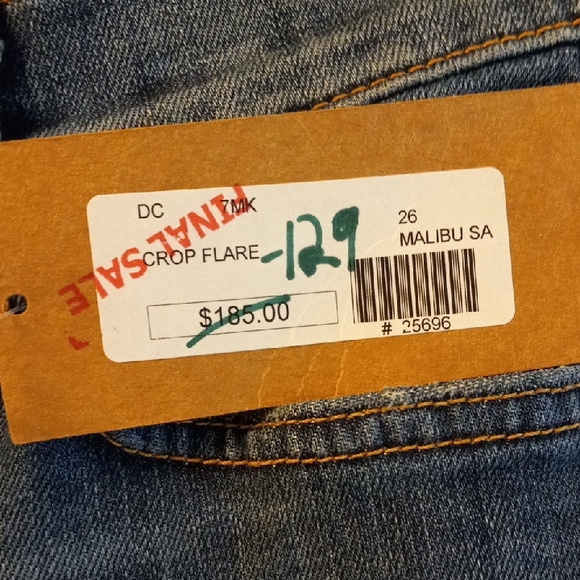 DC 7MK
FINAL SALE
CROP FLARE
-129
$185.00
26
MALIBU SA
# 25696